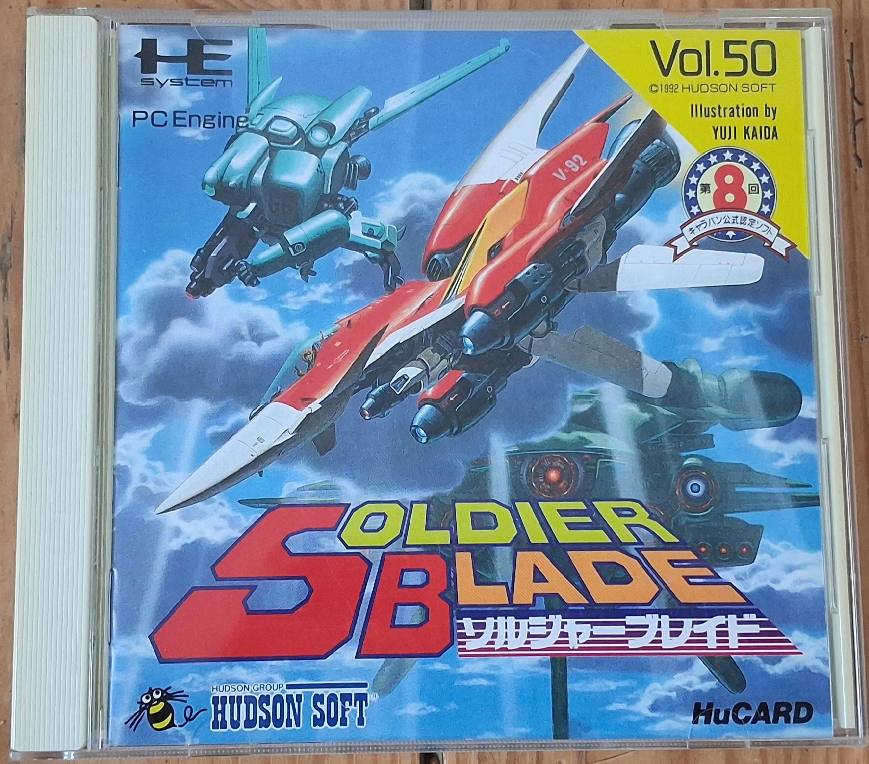 HE
system
PC Engine
Vol.50
©1992 HUDSON SOFT
Illustration by
YUJI KAIDA
第8回
キャラバン公式認定ソフト
V-92
SOLDIER
BLADE
ソルジャーブレイド
HUDSON GROUP
HUDSON SOFT
HuCARD